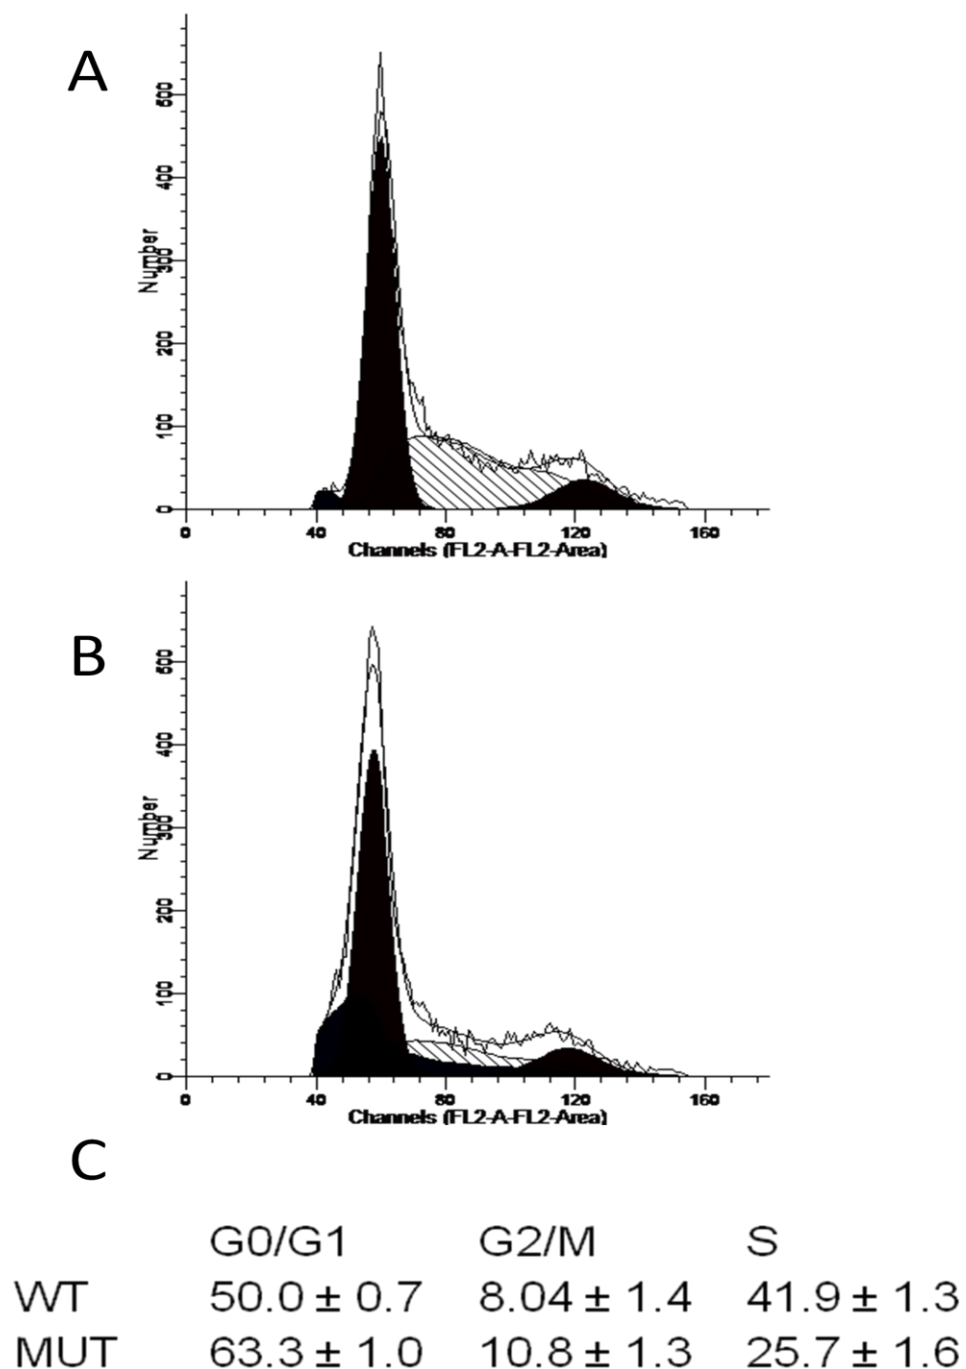 A
Number
500
400
300
200
100
0
0 40 80 120 160
Channels (FL2-A-FL2-Area)
B
Number
500
400
300
200
100
0
0 40 80 120 160
Channels (FL2-A-FL2-Area)
C
G0/G1 G2/M S
WT 50.0 ± 0.7 8.04 ± 1.4 41.9 ± 1.3
MUT 63.3 ± 1.0 10.8 ± 1.3 25.7 ± 1.6